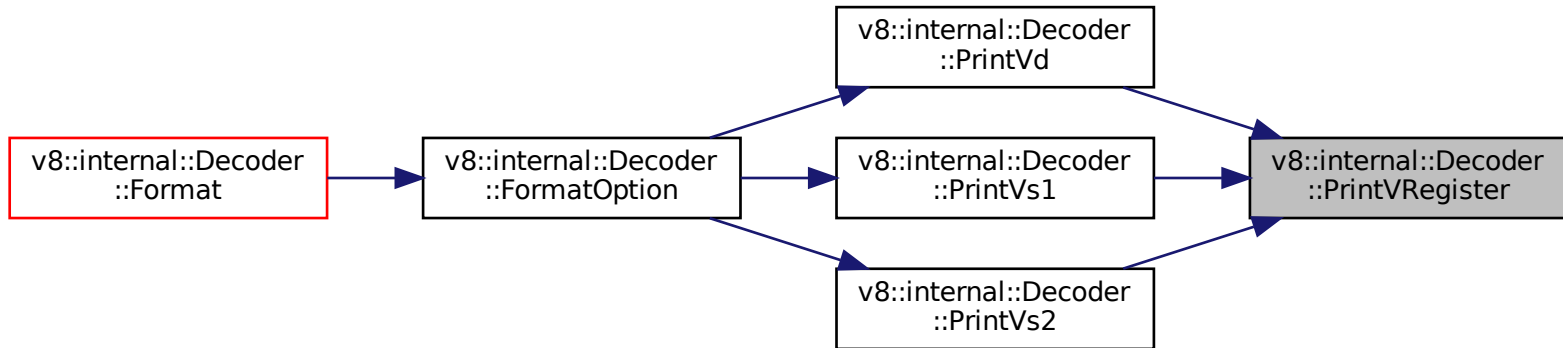 v8::internal::Decoder
::Format
v8::internal::Decoder
::FormatOption
v8::internal::Decoder
::PrintVd
v8::internal::Decoder
::PrintVs1
v8::internal::Decoder
::PrintVs2
v8::internal::Decoder
::PrintVRegister